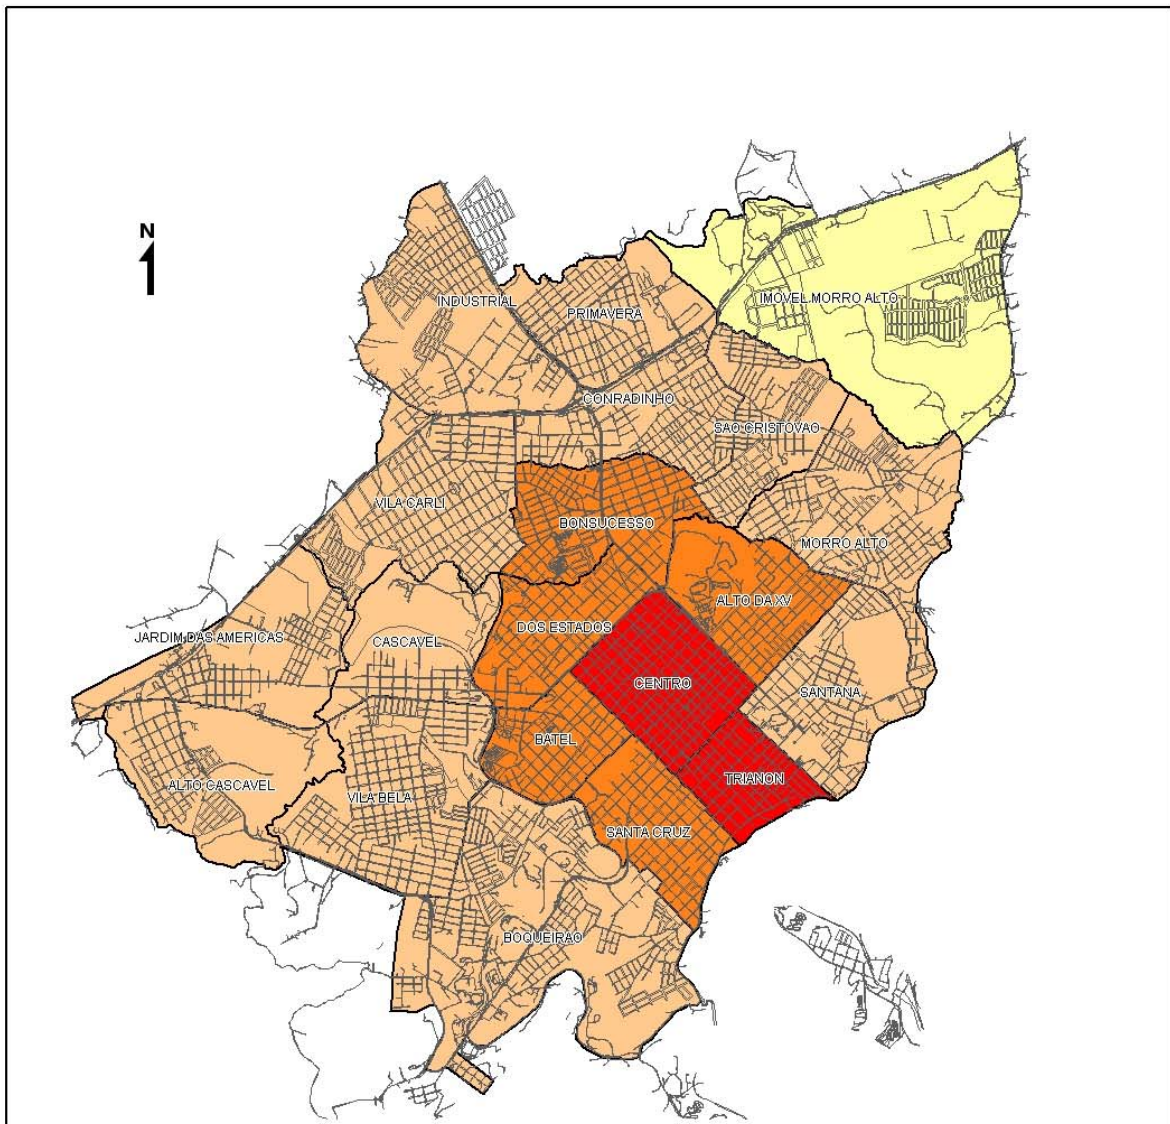 N
INDUSTRIAL
IMOVEL MORRO ALTO
PRIMAVERA
CONRADINHO
SAO CRISTOVAO
VILA CARLI
BONSUCESSO
MORRO ALTO
ALTO DA XV
DOS ESTADOS
JARDIM DAS AMERICAS
CASCAVEL
CENTRO
SANTANA
BATEL
TRIANON
ALTO CASCAVEL
VILA BELA
SANTA CRUZ
BOQUEIRAO